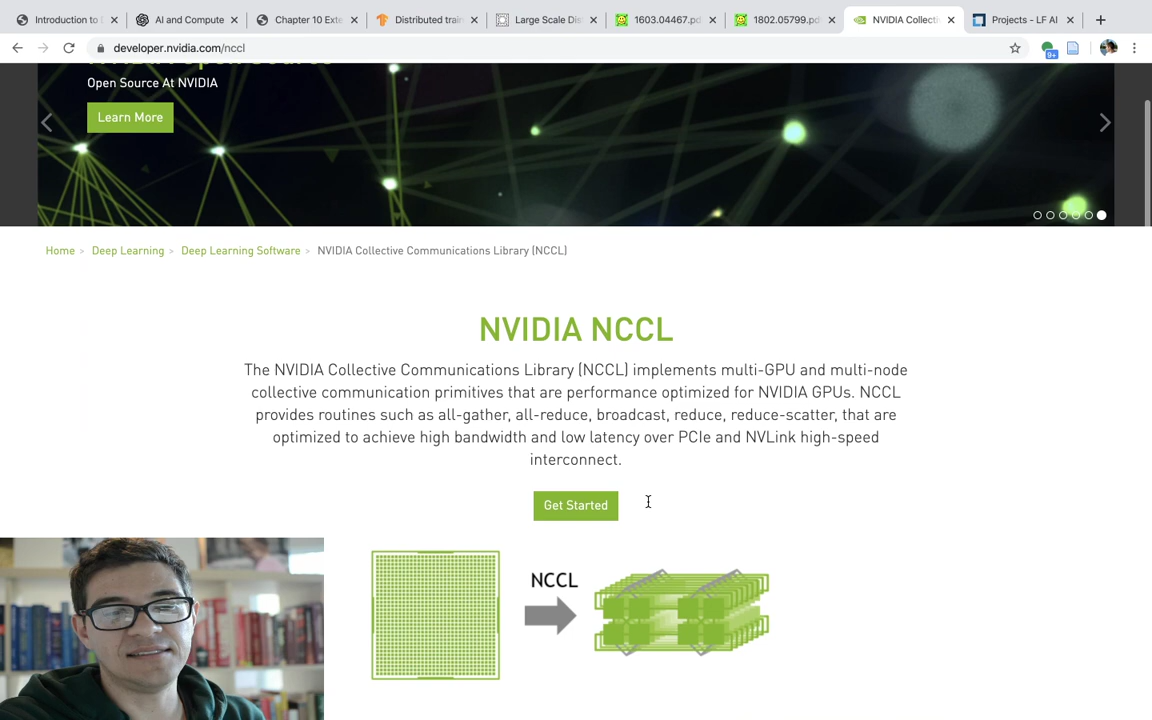 Introduction to
AI and Compute
Chapter 10 Exte
Distributed train
Large Scale Dis
1603.04467.pd
1802.05799.pd
NVIDIA Collecti
Projects - LF AI
developer.nvidia.com/nccl
9+
Open Source At NVIDIA
Learn More
Home > Deep Learning > Deep Learning Software > NVIDIA Collective Communications Library (NCCL)
NVIDIA NCCL
The NVIDIA Collective Communications Library (NCCL) implements multi-GPU and multi-node
collective communication primitives that are performance optimized for NVIDIA GPUs. NCCL
provides routines such as all-gather, all-reduce, broadcast, reduce, reduce-scatter, that are
optimized to achieve high bandwidth and low latency over PCIe and NVLink high-speed
interconnect.
Get Started
NCCL